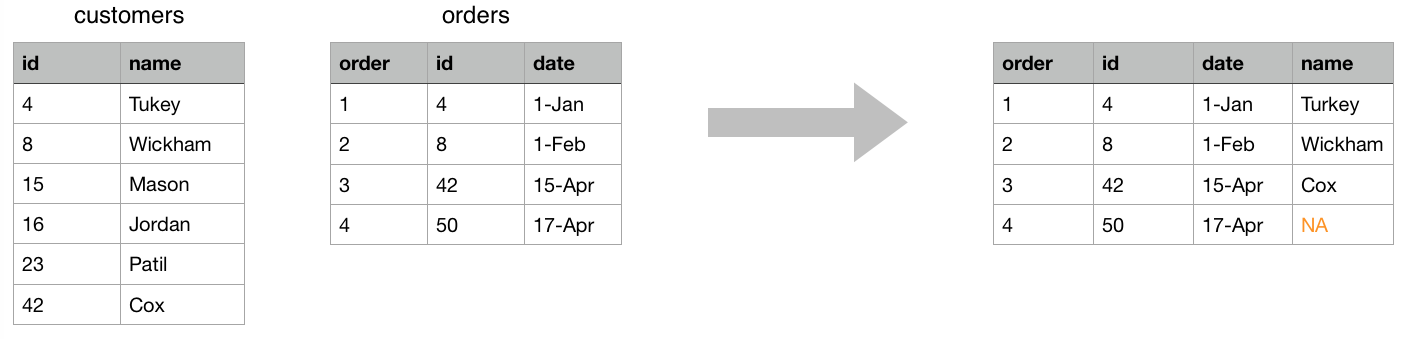 customers
id name
4 Tukey
8 Wickham
15 Mason
16 Jordan
23 Patil
42 Cox
orders
order id date
1 4 1-Jan
2 8 1-Feb
3 42 15-Apr
4 50 17-Apr
order id date name
1 4 1-Jan Turkey
2 8 1-Feb Wickham
3 42 15-Apr Cox
4 50 17-Apr NA